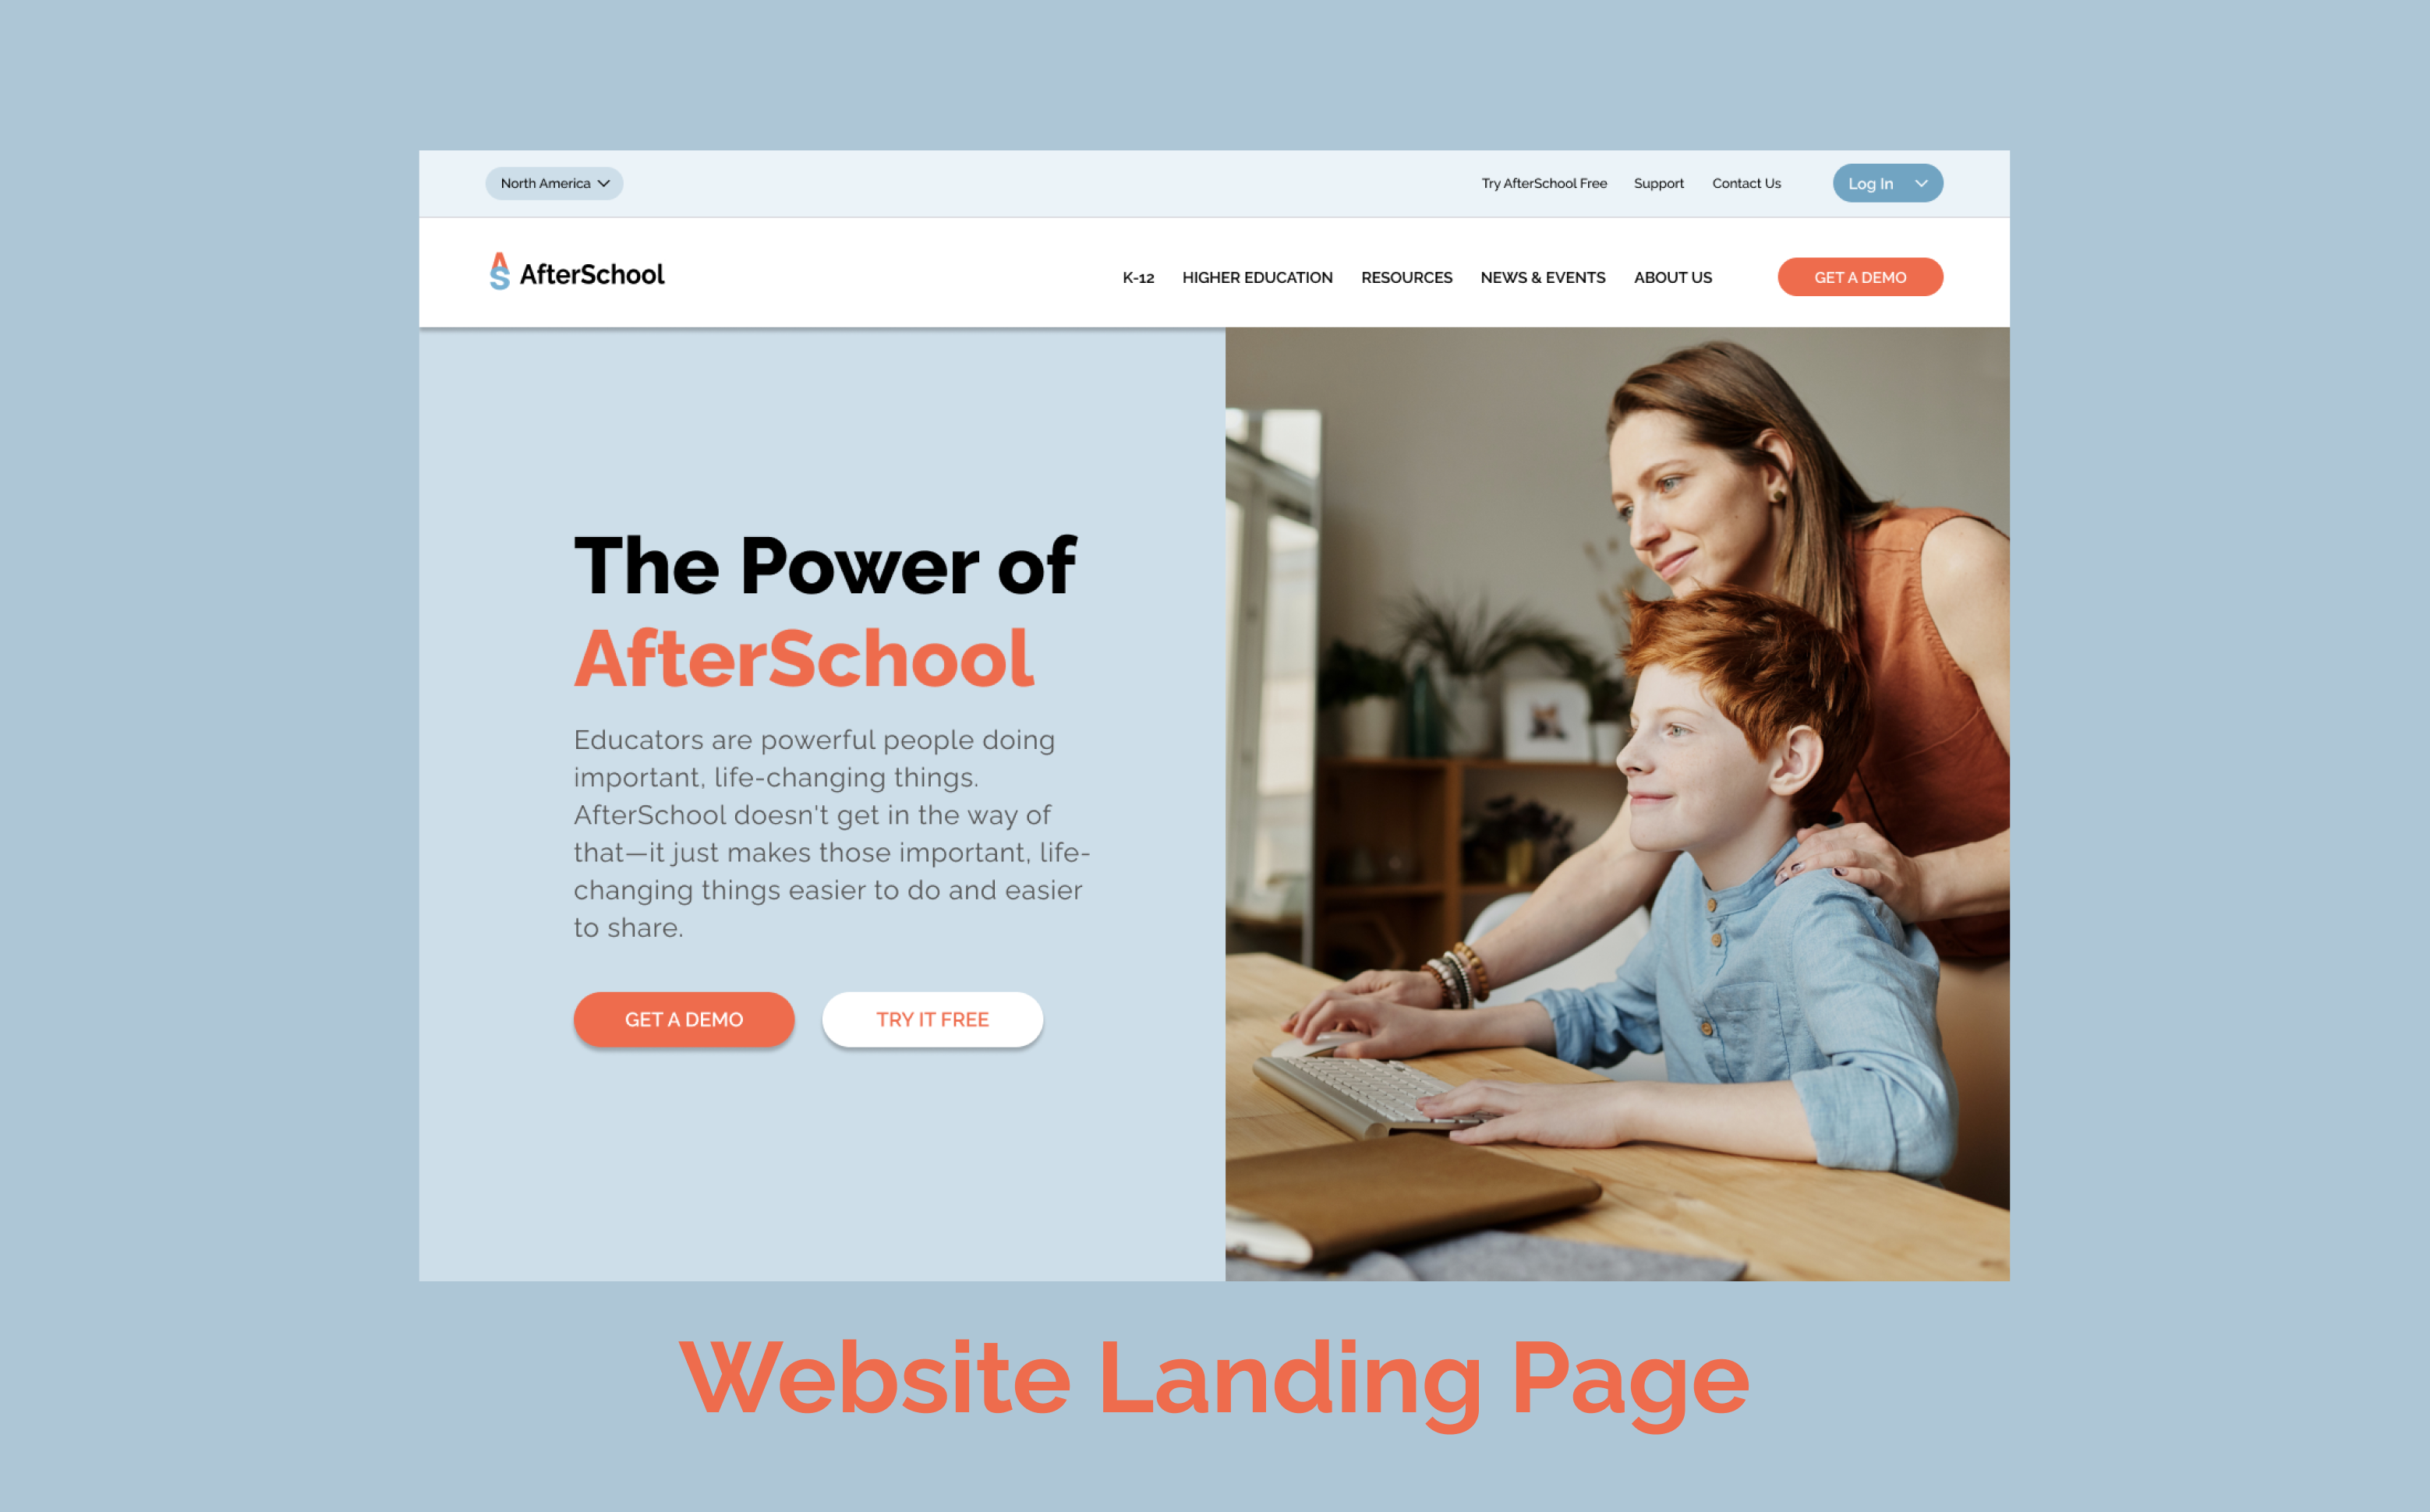 North America
Try AfterSchool Free Support Contact Us Log In
AS AfterSchool
K-12 HIGHER EDUCATION RESOURCES NEWS & EVENTS ABOUT US GET A DEMO
The Power of
AfterSchool
Educators are powerful people doing
important, life-changing things.
AfterSchool doesn't get in the way of
that—it just makes those important, life-
changing things easier to do and easier
to share.
GET A DEMO TRY IT FREE
Website Landing Page